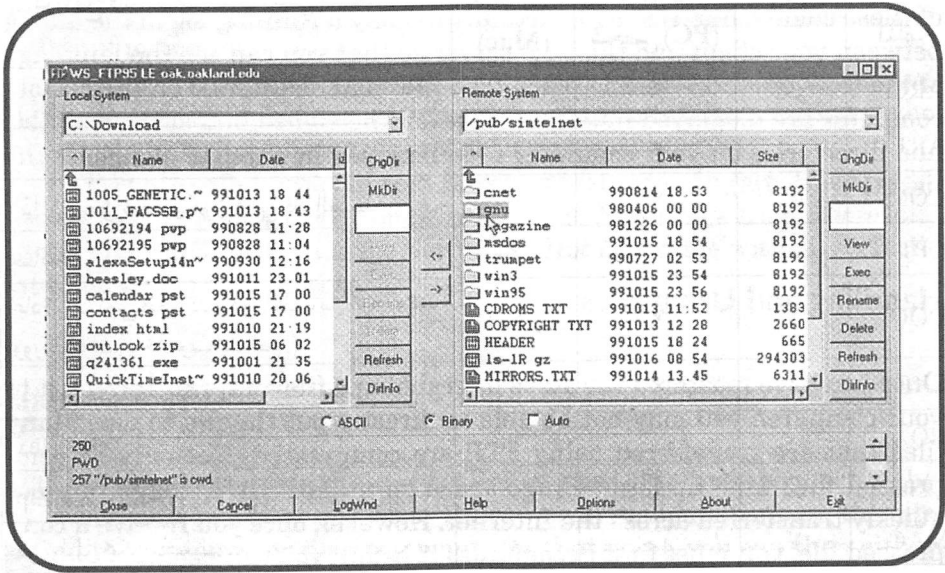 WS_FTP95 LE oak.oakland.edu
Local System
C:\Download
Name Date
1005_GENETIC.~ 991013 18 44
1011_FACSSB.p~ 991013 18.43
10692194 pwp 990828 11·28
10692195 pwp 990828 11:04
alexaSetup14n~ 990930 12·16
beasley.doc 991011 23.01
calendar pst 991015 17 00
contacts pst 991015 17 00
index html 991010 21·19
outlook zip 991015 06 02
q241361 exe 991001 21 35
QuickTimeInst~ 991010 20.06
ChgDir
MkDir
Refresh
DirInfo
<--
->
Remote System
/pub/simtelnet
Name Date Size
cnet 990814 18.53 8192
gnu 980406 00 00 8192
magazine 981226 00 00 8192
msdos 991015 18 54 8192
trumpet 990727 02 53 8192
win3 991015 23 54 8192
win95 991015 23 56 8192
CDROMS TXT 991013 11:52 1383
COPYRIGHT TXT 991013 12 28 2660
HEADER 991015 18 24 665
ls-lR gz 991016 08 54 294303
MIRRORS.TXT 991014 13.45 6311
ChgDir
MkDir
View
Exec
Rename
Delete
Refresh
DirInfo
ASCII Binary Auto
250
PWD
257 "/pub/simtelnet" is cwd.
Close Cancel LogWnd Help Options About Exit